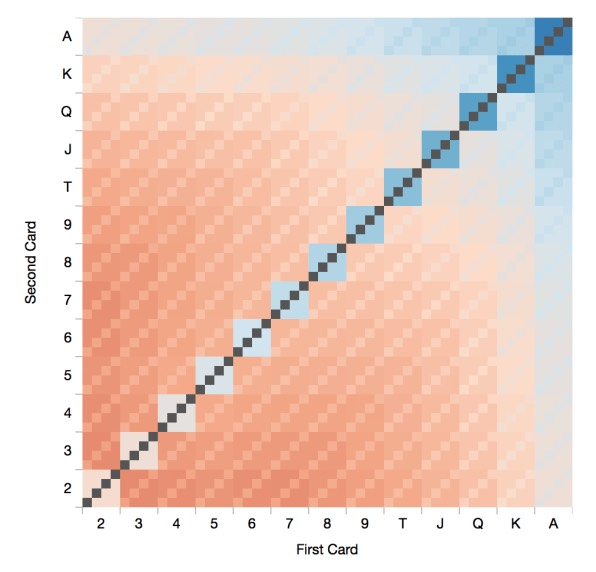 A
K
Q
J
T
9
8
7
6
5
4
3
2
Second Card
2 3 4 5 6 7 8 9 T J Q K A
First Card